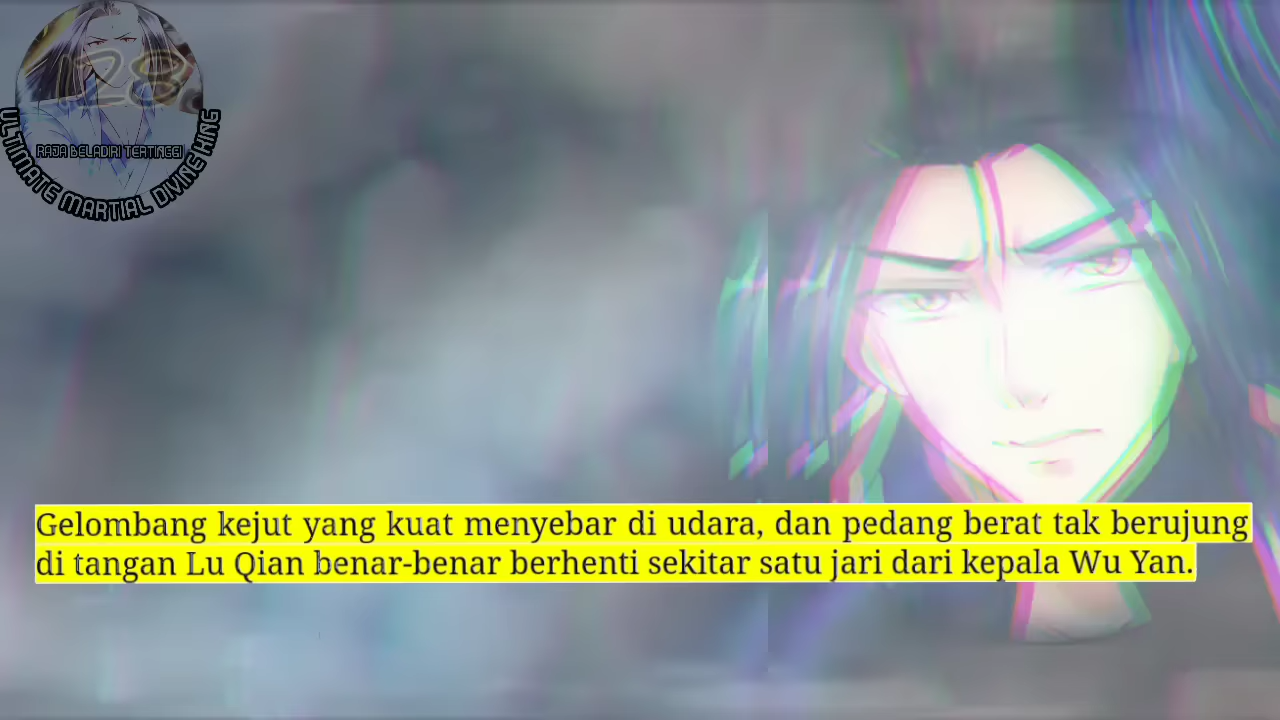 128.
RAJA BELADIRI TERTINGGI
ULTIMATE MARTIAL DIVINE KING
Gelombang kejut yang kuat menyebar di udara, dan pedang berat tak berujung
di tangan Lu Qian benar-benar berhenti sekitar satu jari dari kepala Wu Yan.